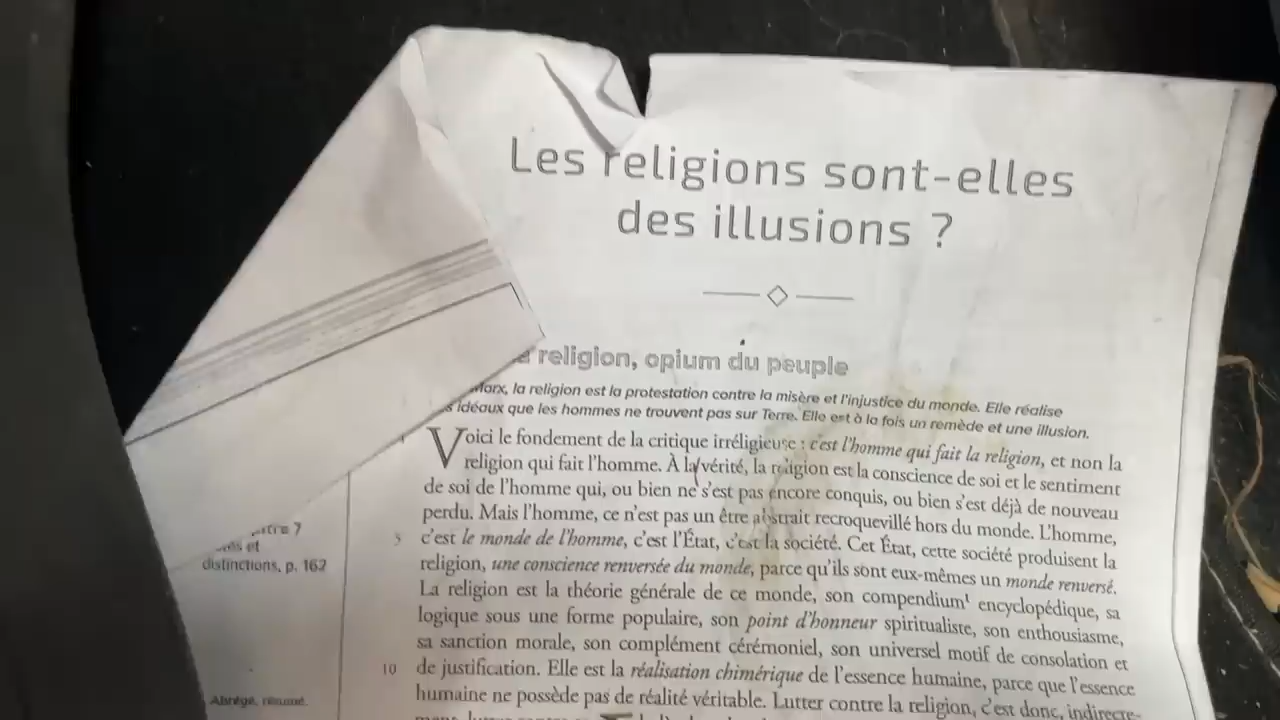 Les religions sont-elles
des illusions ?
religion, opium du peuple
Marx, la religion est la protestation contre la misère et l'injustice du monde. Elle réalise
idéaux que les hommes ne trouvent pas sur Terre. Elle est à la fois un remède et une illusion.
Voici le fondement de la critique irréligieuse : c'est l'homme qui fait la religion, et non la
religion qui fait l'homme. À la vérité, la religion est la conscience de soi et le sentiment
de soi de l'homme qui, ou bien ne s'est pas encore conquis, ou bien s'est déjà de nouveau
perdu. Mais l'homme, ce n'est pas un être abstrait recroquevillé hors du monde. L'homme,
5 c'est le monde de l'homme, c'est l'État, c'est la société. Cet État, cette société produisent la
religion, une conscience renversée du monde, parce qu'ils sont eux-mêmes un monde renversé.
La religion est la théorie générale de ce monde, son compendium¹ encyclopédique, sa
logique sous une forme populaire, son point d'honneur spiritualiste, son enthousiasme,
sa sanction morale, son complément cérémoniel, son universel motif de consolation et
10 de justification. Elle est la réalisation chimérique de l'essence humaine, parce que l'essence
humaine ne possède pas de réalité véritable. Lutter contre la religion, c'est donc, indirecte-
7
et
distinctions, p. 162
Abrégé, résumé.